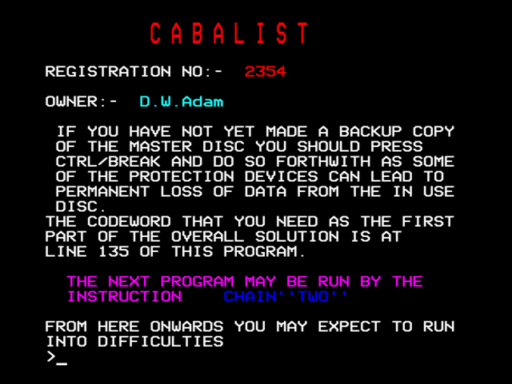 CABALIST
REGISTRATION NO:- 2354
OWNER:- D.W.Adam
IF YOU HAVE NOT YET MADE A BACKUP COPY
OF THE MASTER DISC YOU SHOULD PRESS
CTRL/BREAK AND DO SO FORTHWITH AS SOME
OF THE PROTECTION DEVICES CAN LEAD TO
PERMANENT LOSS OF DATA FROM THE IN USE
DISC.
THE CODEWORD THAT YOU NEED AS THE FIRST
PART OF THE OVERALL SOLUTION IS AT
LINE 135 OF THIS PROGRAM.
THE NEXT PROGRAM MAY BE RUN BY THE
INSTRUCTION CHAIN''TWO''
FROM HERE ONWARDS YOU MAY EXPECT TO RUN
INTO DIFFICULTIES
>_